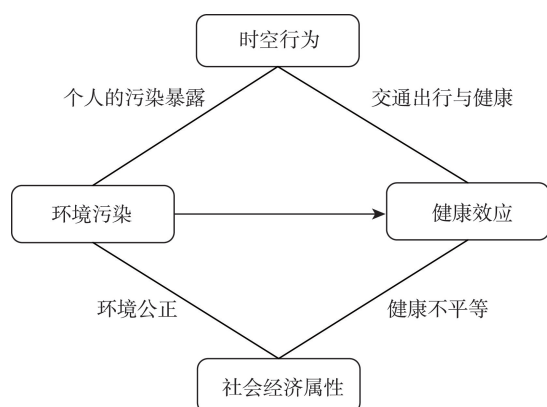 时空行为
个人的污染暴露
交通出行与健康
环境污染
健康效应
环境公正
健康不平等
社会经济属性